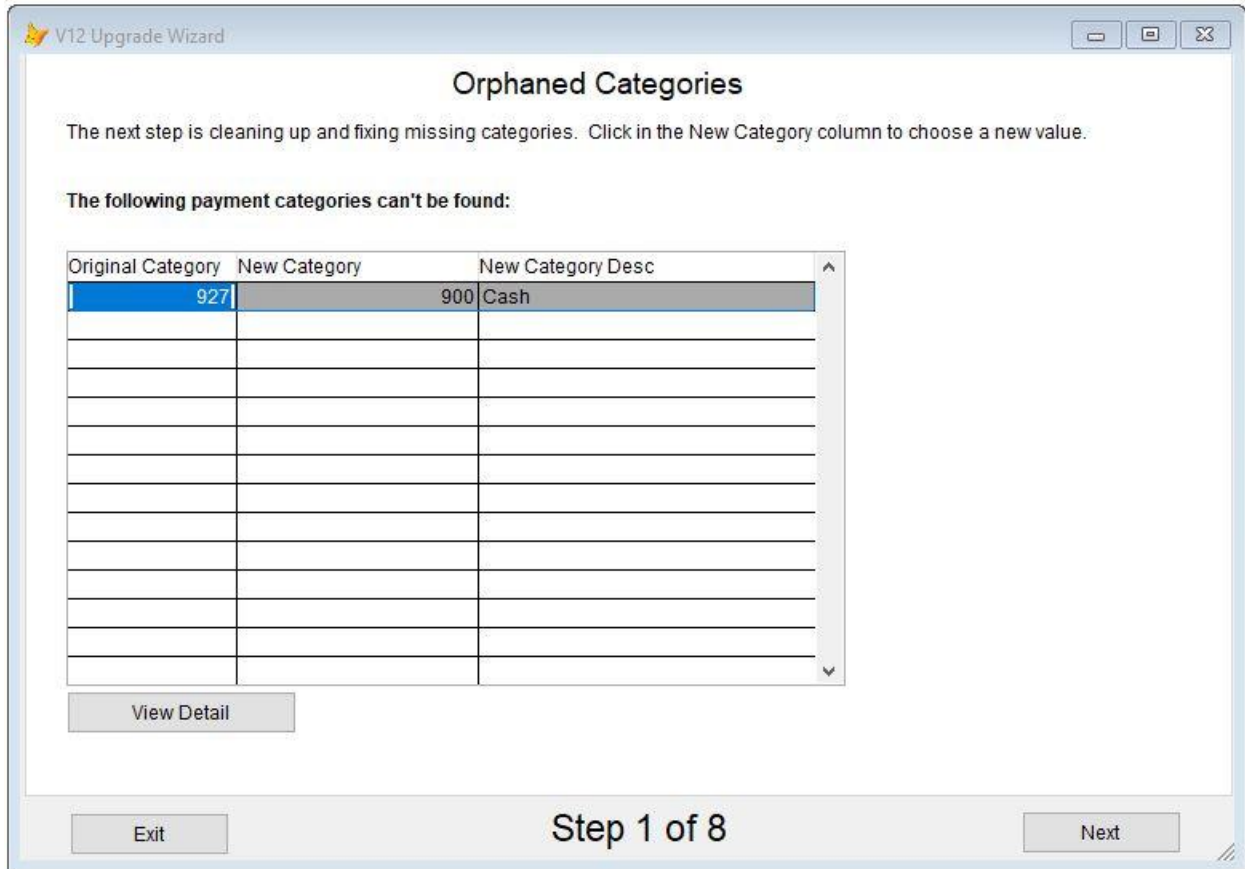 V12 Upgrade Wizard
Orphaned Categories
The next step is cleaning up and fixing missing categories.  Click in the New Category column to choose a new value.
The following payment categories can't be found:
Original Category New Category New Category Desc
927 900 Cash
View Detail
Exit Step 1 of 8 Next